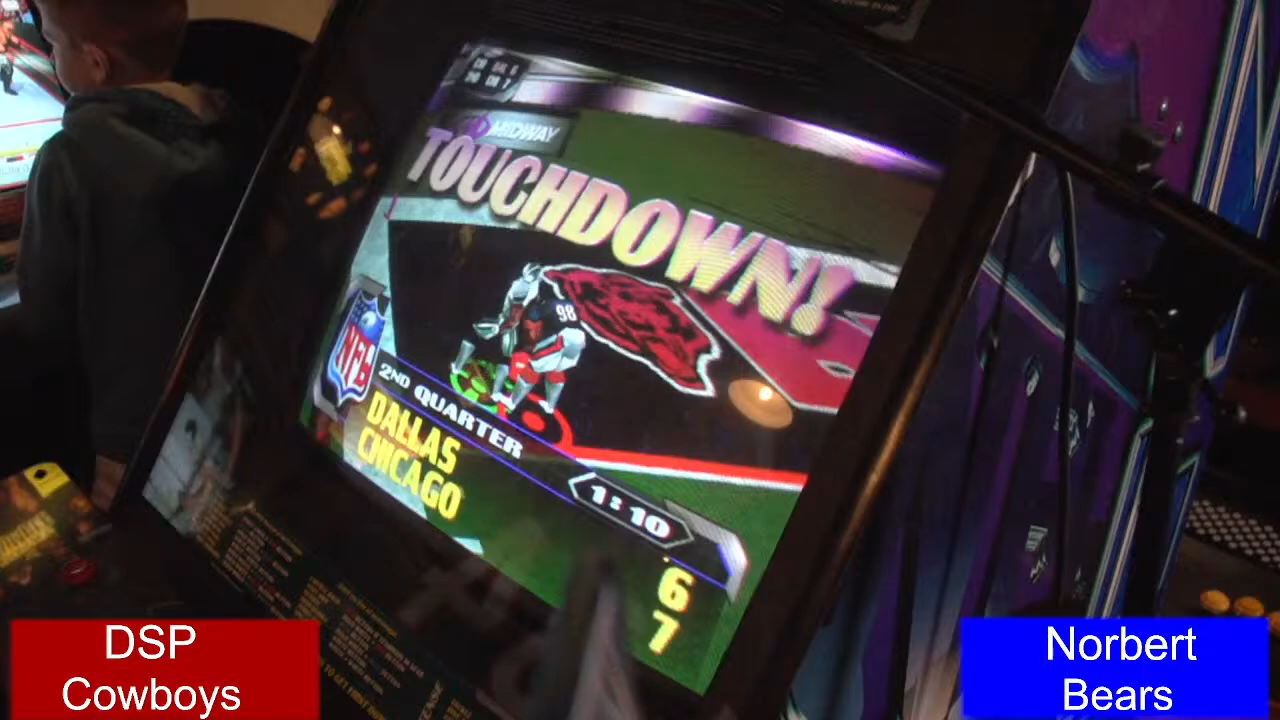 MIDWAY
TOUCHDOWN!
98
NFL
2ND QUARTER
1:10
DALLAS 6
CHICAGO 7
DSP
Cowboys
Norbert
Bears